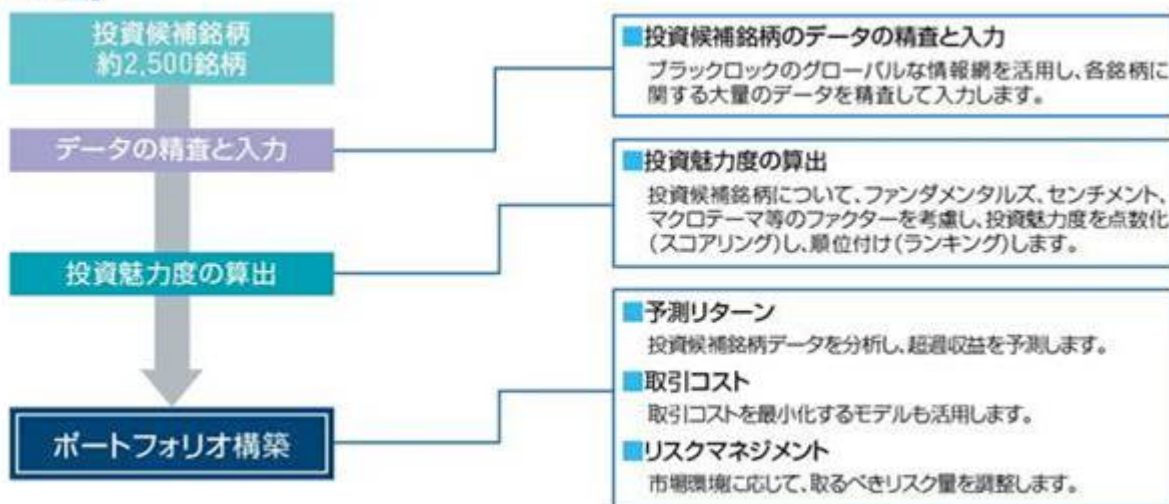 投資候補銘柄
約2,500銘柄
データの精査と入力
投資魅力度の算出
ポートフォリオ構築
■投資候補銘柄のデータの精査と入力
ブラックロックのグローバルな情報網を活用し、各銘柄に
関する大量のデータを精査して入力します。
■投資魅力度の算出
投資候補銘柄について、ファンダメンタルズ、センチメント、
マクロテーマ等のファクターを考慮し、投資魅力度を点数化
(スコアリング)し、順位付け(ランキング)します。
■予測リターン
投資候補銘柄データを分析し、超過収益を予測します。
■取引コスト
取引コストを最小化するモデルも活用します。
■リスクマネジメント
市場環境に応じて、取るべきリスク量を調整します。